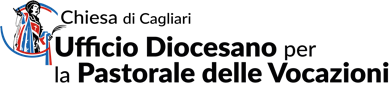 Chiesa di Cagliari
Ufficio Diocesano per
la Pastorale delle Vocazioni